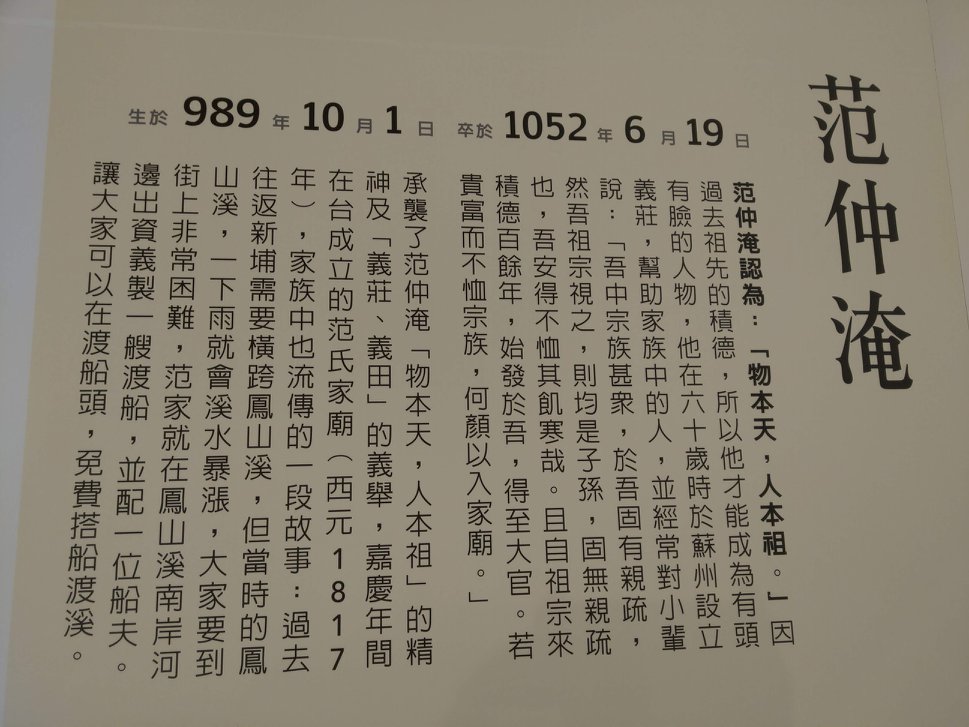 范仲淹
生於 989 年 10 月 1 日 卒於 1052 年 6 月 19 日
范仲淹認為：「物本天，人本祖。」因
過去祖先的積德，所以他才能成為有頭
有臉的人物，他在六十歲時於蘇州設立
義莊，幫助家族中的人，並經常對小輩
說：「吾中宗族甚衆，於吾固有親疏，
然吾祖宗視之，則均是子孫，固無親疏
也，吾安得不恤其飢寒哉。且自祖宗來
積德百餘年，始發於吾，得至大官。若
貴富而不恤宗族，何顏以入家廟。」
承襲了范仲淹「物本天，人本祖」的精
神及「義莊、義田」的義舉，嘉慶年間
在台成立的范氏家廟（西元1817
年），家族中也流傳的一段故事：過去
往返新埔需要橫跨鳳山溪，但當時的鳳
山溪，一下雨就會溪水暴漲，大家要到
街上非常困難，范家就在鳳山溪南岸河
邊出資義製一艘渡船，並配一位船夫。
讓大家可以在渡船頭，免費搭船渡溪。